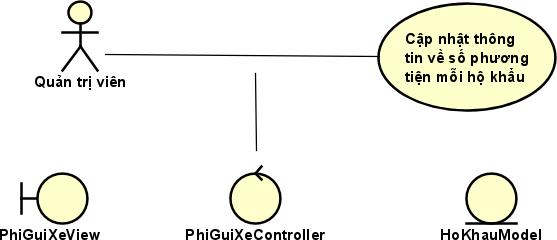 Cập nhật thông
tin về số phương
tiện mỗi hộ khẩu
Quản trị viên
PhiGuiXeView
PhiGuiXeController
HoKhauModel